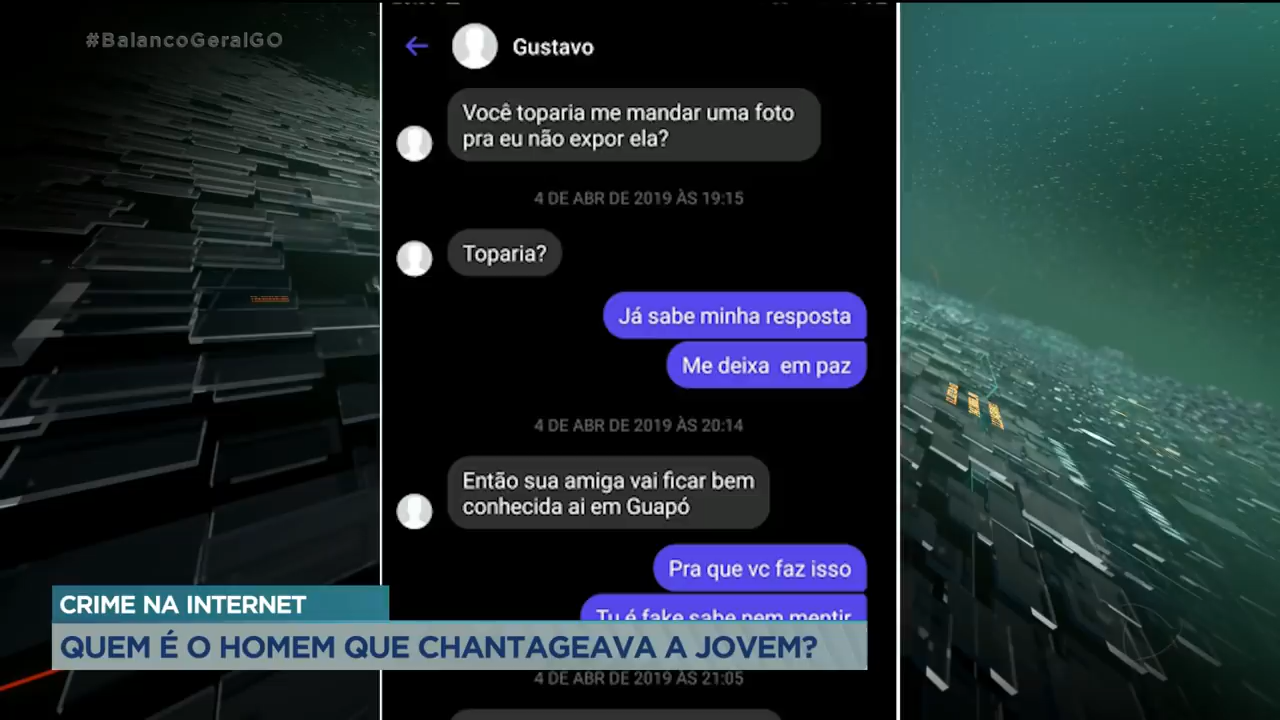 #BalancoGeralGO
Gustavo
Você toparia me mandar uma foto
pra eu não expor ela?
4 DE ABR DE 2019 ÀS 19:15
Toparia?
Já sabe minha resposta
Me deixa em paz
4 DE ABR DE 2019 ÀS 20:14
Então sua amiga vai ficar bem
conhecida ai em Guapó
Pra que vc faz isso
Tu é fake sabe nem mentir
CRIME NA INTERNET
QUEM É O HOMEM QUE CHANTAGEAVA A JOVEM?
4 DE ABR DE 2019 ÀS 21:05